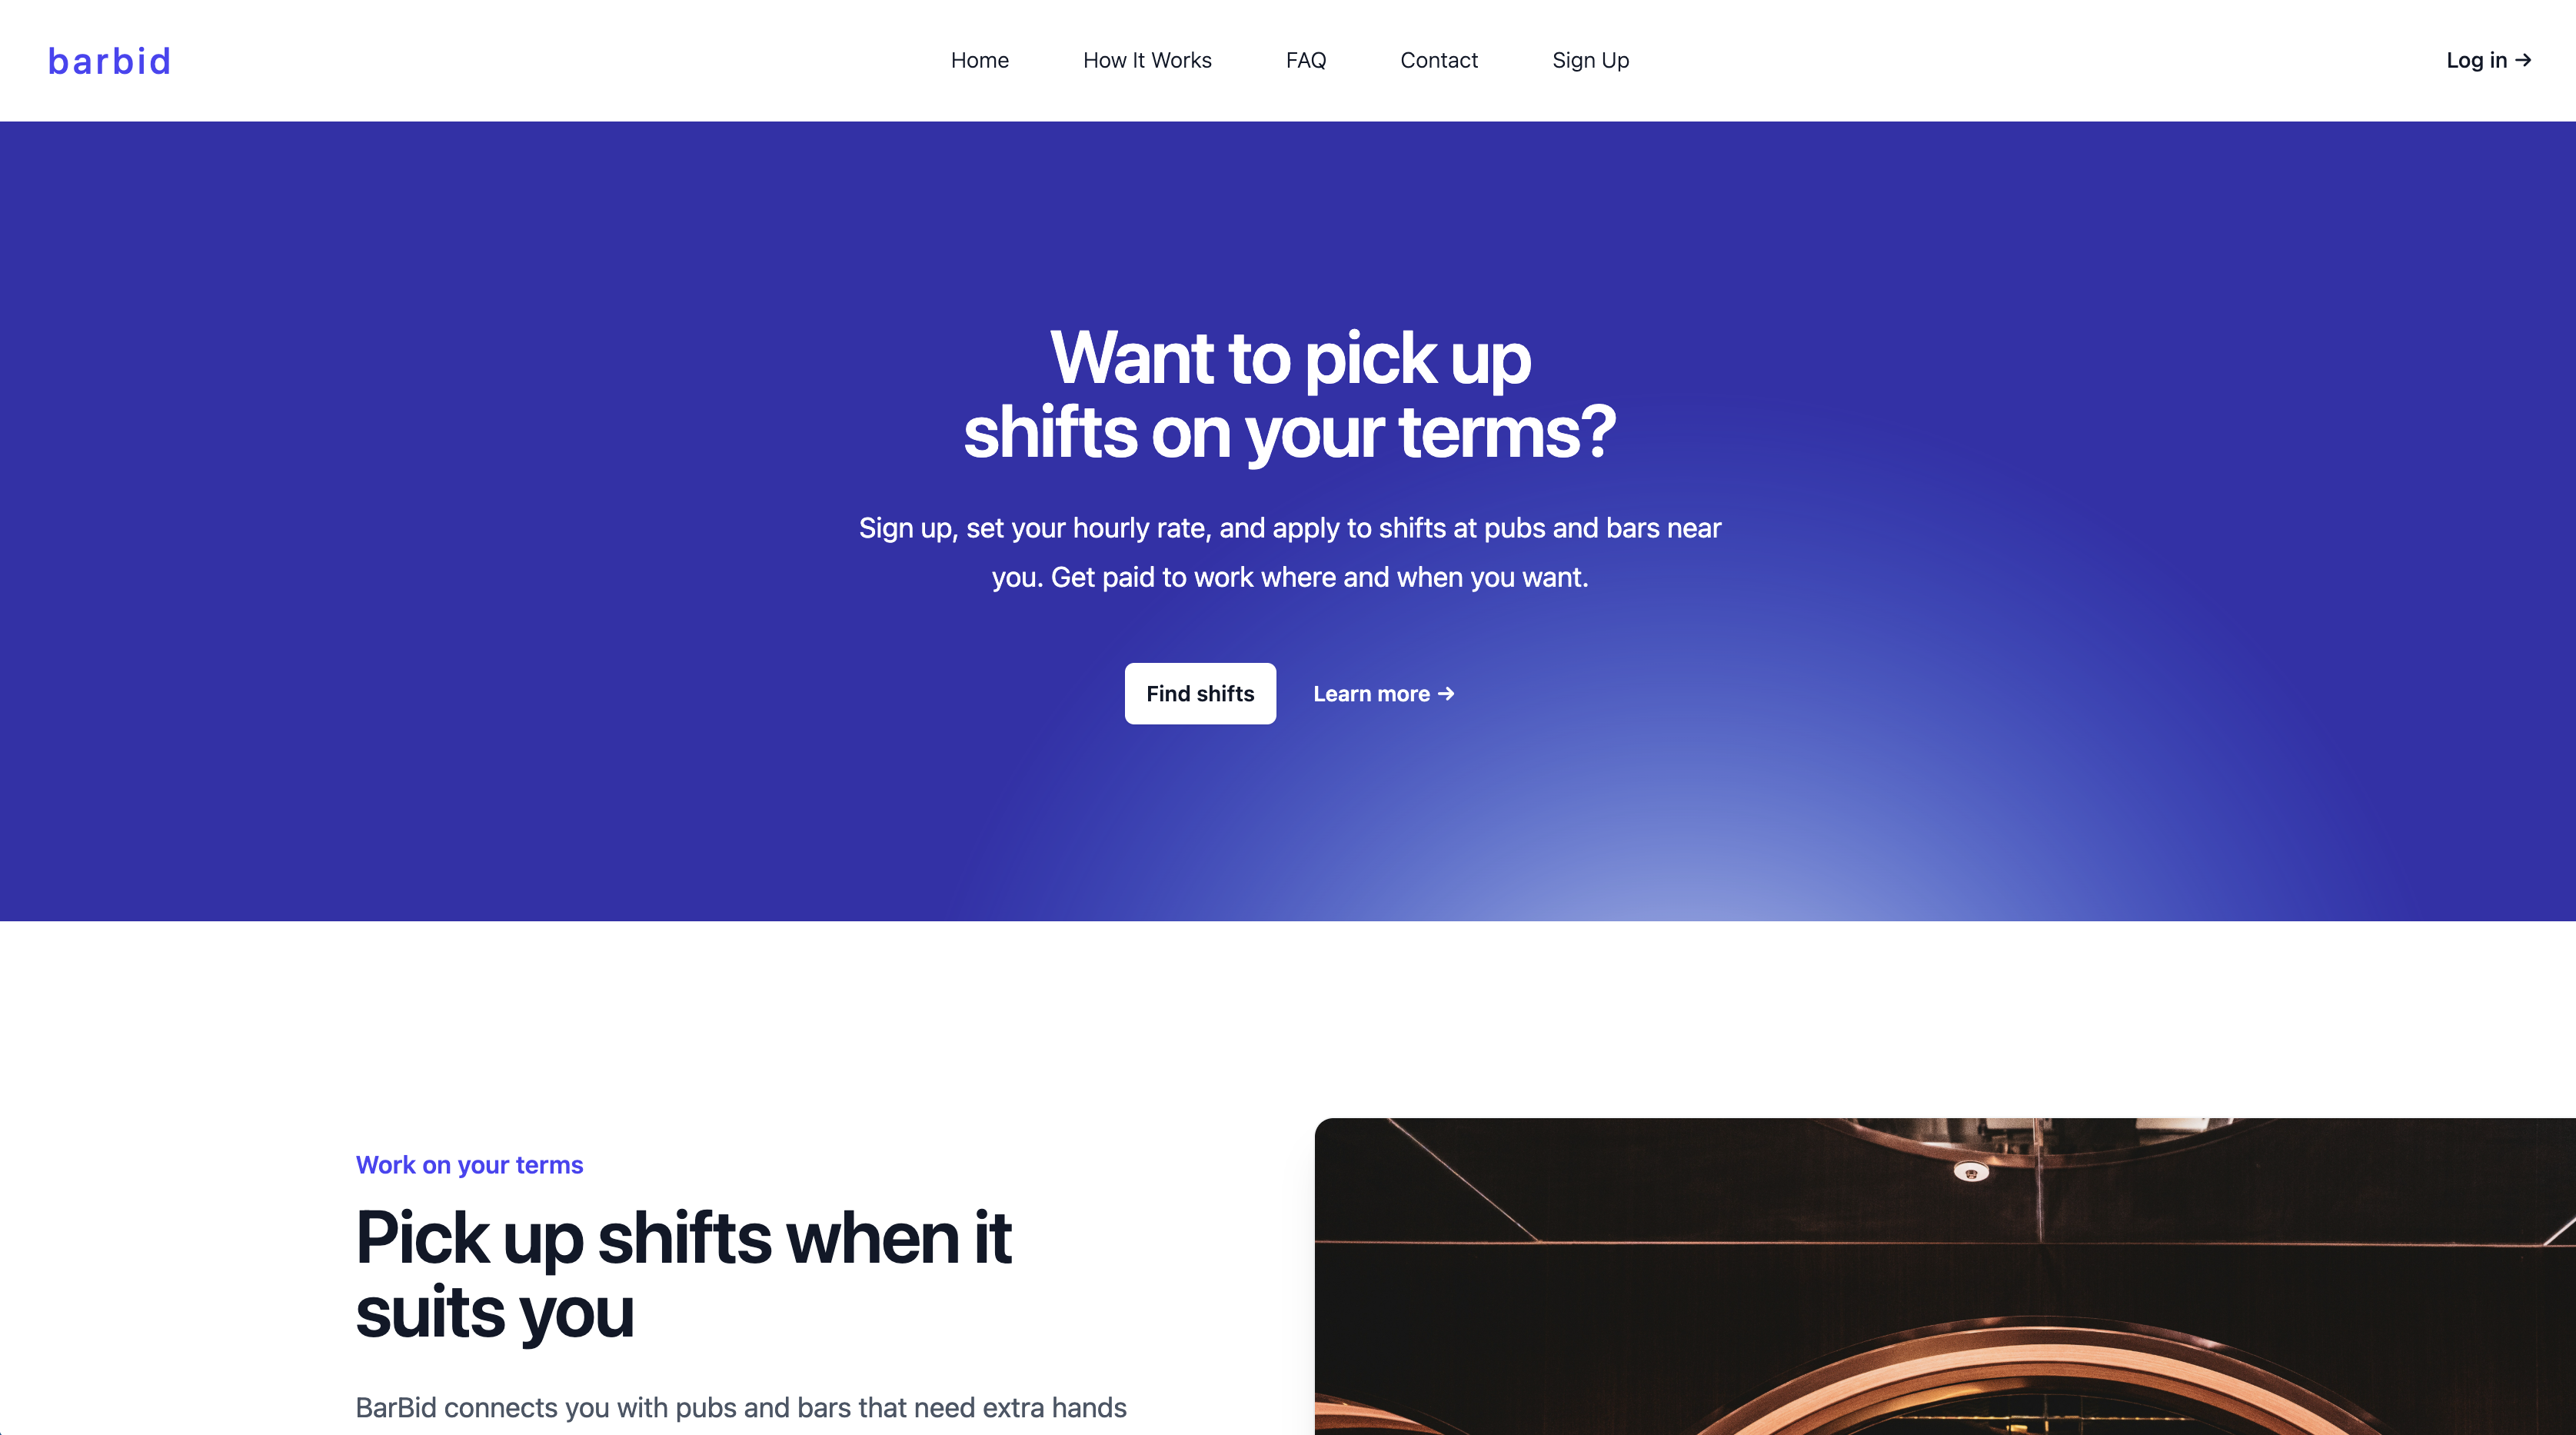 barbid
Home
How It Works
FAQ
Contact
Sign Up
Log in →
Want to pick up
shifts on your terms?
Sign up, set your hourly rate, and apply to shifts at pubs and bars near
you. Get paid to work where and when you want.
Find shifts
Learn more →
Work on your terms
Pick up shifts when it
suits you
BarBid connects you with pubs and bars that need extra hands